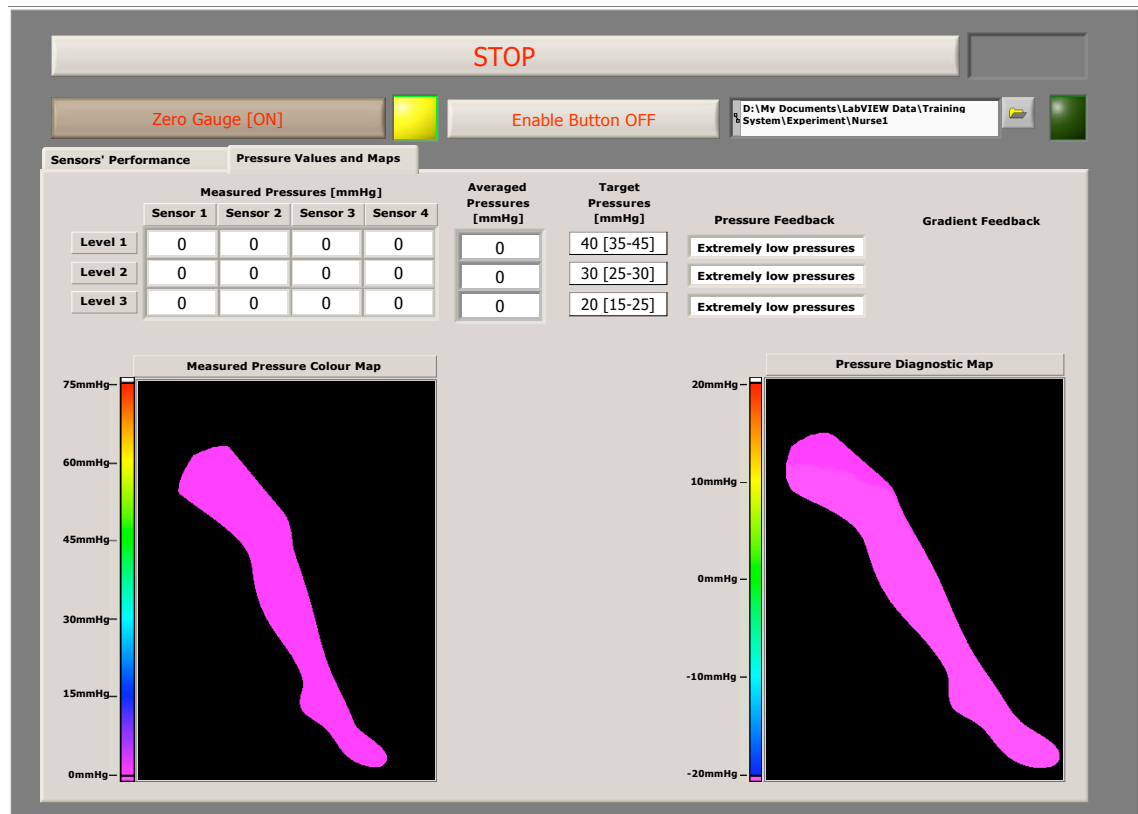 STOP
Zero Gauge [ON]
Enable Button OFF
D:\My Documents\LabVIEW Data\Training
System\Experiment\Nurse1
Sensors' Performance
Pressure Values and Maps
Measured Pressures [mmHg]
Averaged
Pressures
[mmHg]
Target
Pressures
[mmHg]
Pressure Feedback
Gradient Feedback
Sensor 1 Sensor 2 Sensor 3 Sensor 4
Level 1 0 0 0 0 0 40 [35-45] Extremely low pressures
Level 2 0 0 0 0 0 30 [25-30] Extremely low pressures
Level 3 0 0 0 0 0 20 [15-25] Extremely low pressures
Measured Pressure Colour Map
75mmHg
60mmHg
45mmHg
30mmHg
15mmHg
0mmHg
Pressure Diagnostic Map
20mmHg
10mmHg
0mmHg
-10mmHg
-20mmHg